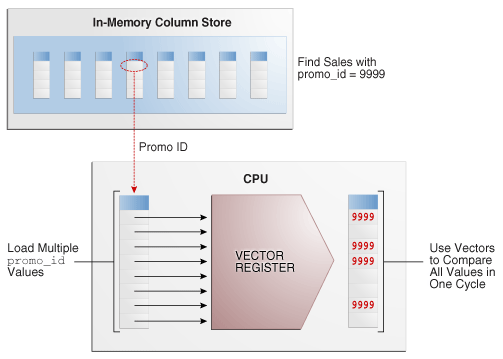 In-Memory Column Store
Find Sales with
promo_id = 9999
Promo ID
CPU
Load Multiple
promo_id
Values
VECTOR
REGISTER
9999
9999
9999
9999
Use Vectors
to Compare
All Values in
One Cycle